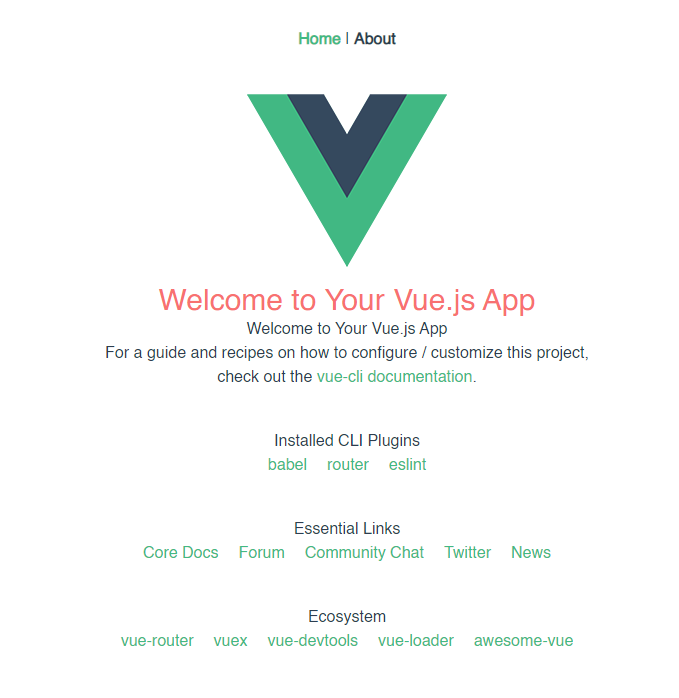 Home | About
Welcome to Your Vue.js App
Welcome to Your Vue.js App
For a guide and recipes on how to configure / customize this project,
check out the vue-cli documentation.
Installed CLI Plugins
babel router eslint
Essential Links
Core Docs Forum Community Chat Twitter News
Ecosystem
vue-router vuex vue-devtools vue-loader awesome-vue